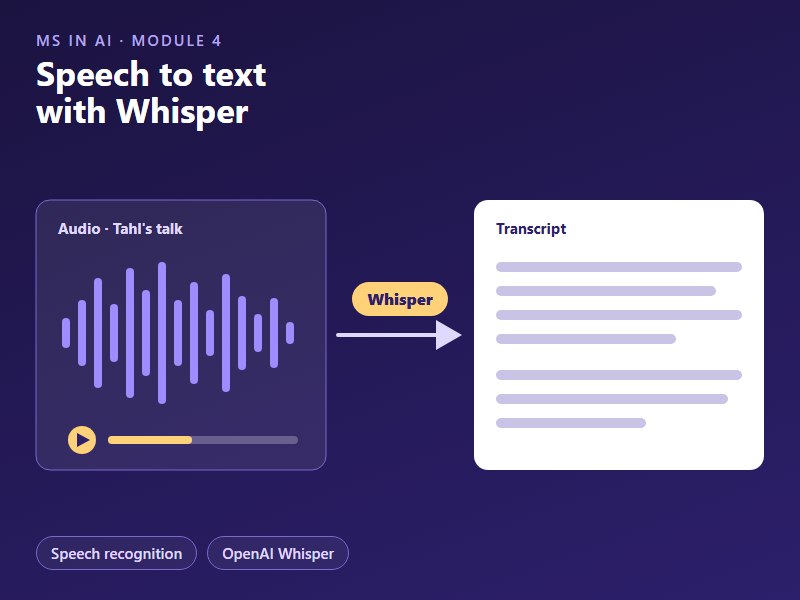 MS IN AI · MODULE 4
Speech to text
with Whisper
Audio · Tahl's talk
Whisper
Transcript
Speech recognition
OpenAI Whisper